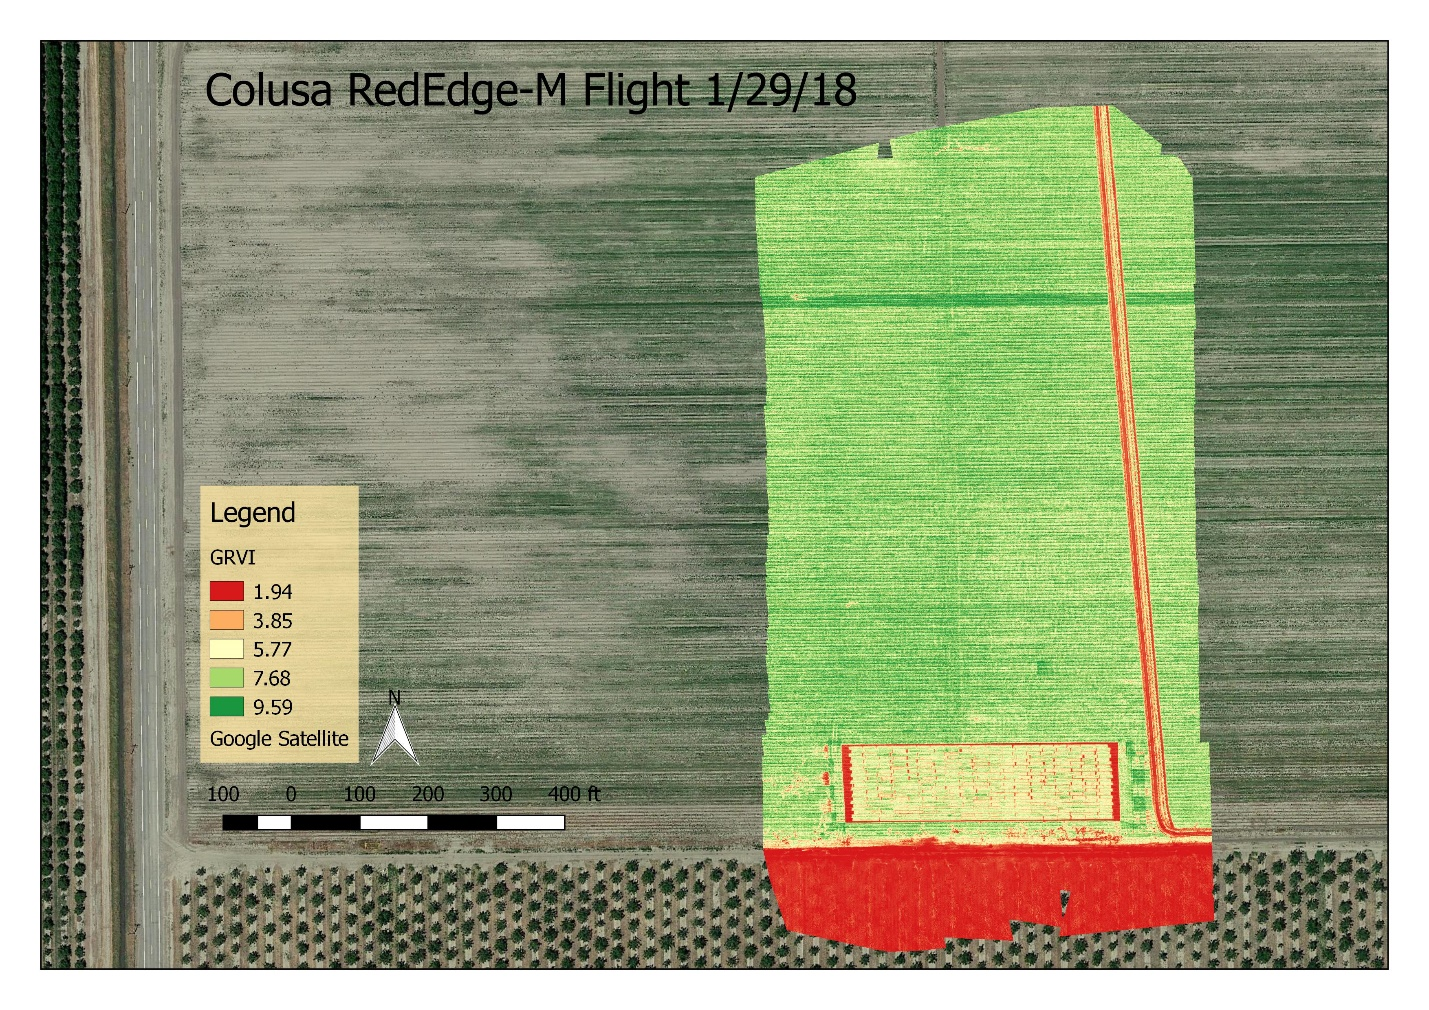 Colusa RedEdge-M Flight 1/29/18
Legend
GRVI
1.94
3.85
5.77
7.68
9.59
Google Satellite
N
100 0 100 200 300 400 ft